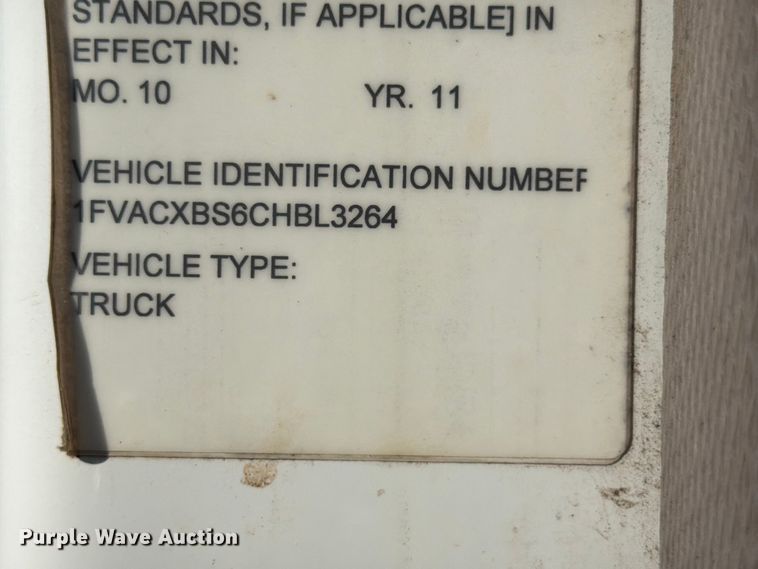 STANDARDS, IF APPLICABLE] IN
EFFECT IN:
MO. 10 YR. 11
VEHICLE IDENTIFICATION NUMBER
1FVACXBS6CHBL3264
VEHICLE TYPE:
TRUCK
Purple Wave Auction